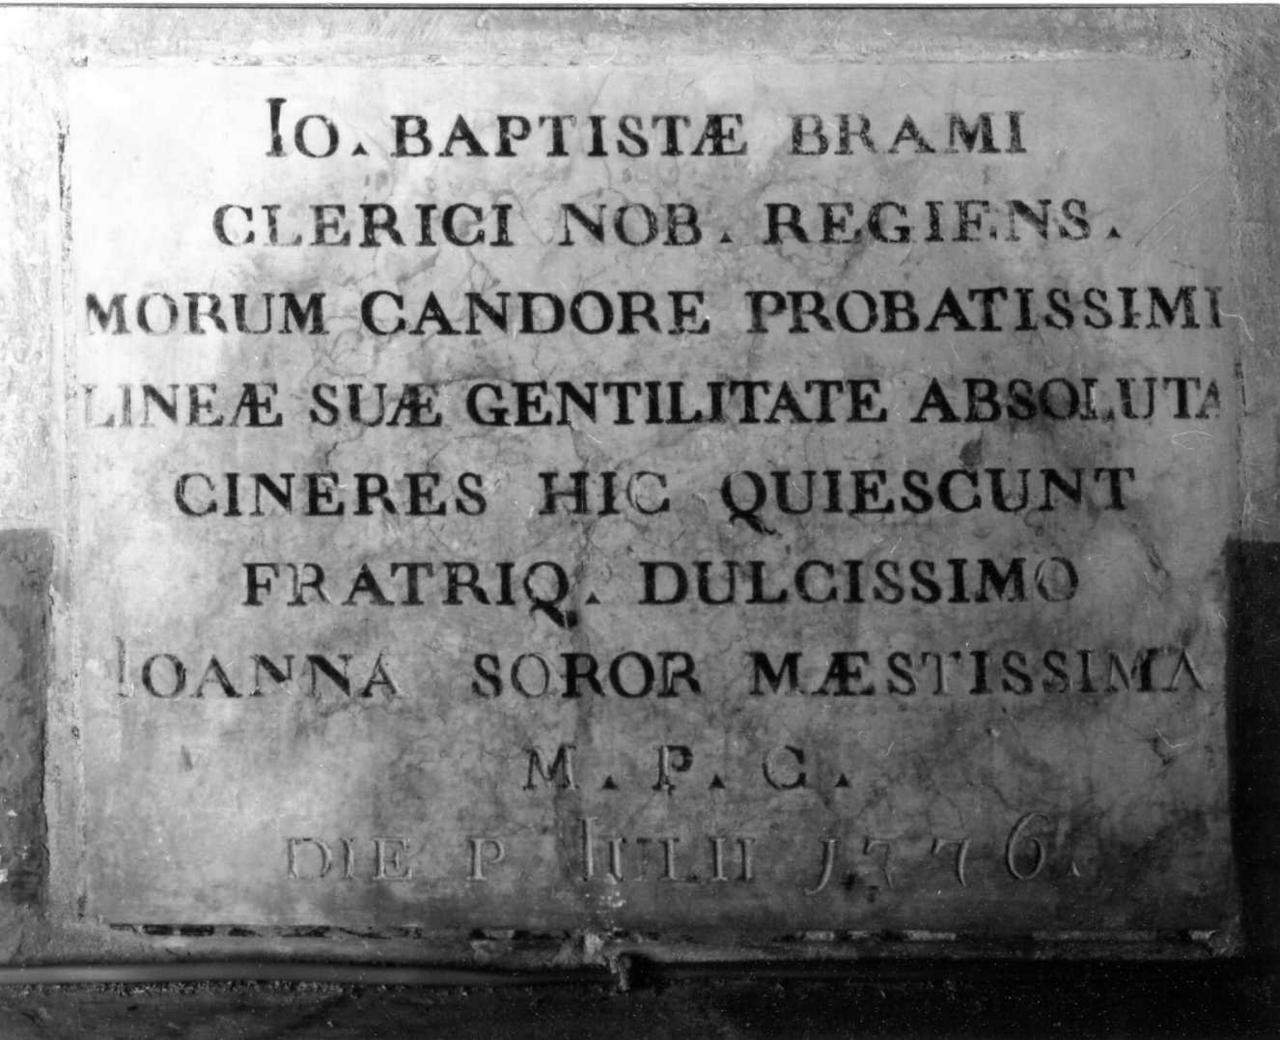 IO. BAPTISTÆ BRAMI
CLERICI NOB. REGIENS.
MORUM CANDORE PROBATISSIMI
LINEÆ SUÆ GENTILITATE ABSOLUTA
CINERES HIC QUIESCUNT
FRATRIQ. DULCISSIMO
IOANNA SOROR MÆSTISSIMA
M. P. C.
DIE P. IULII 1776.